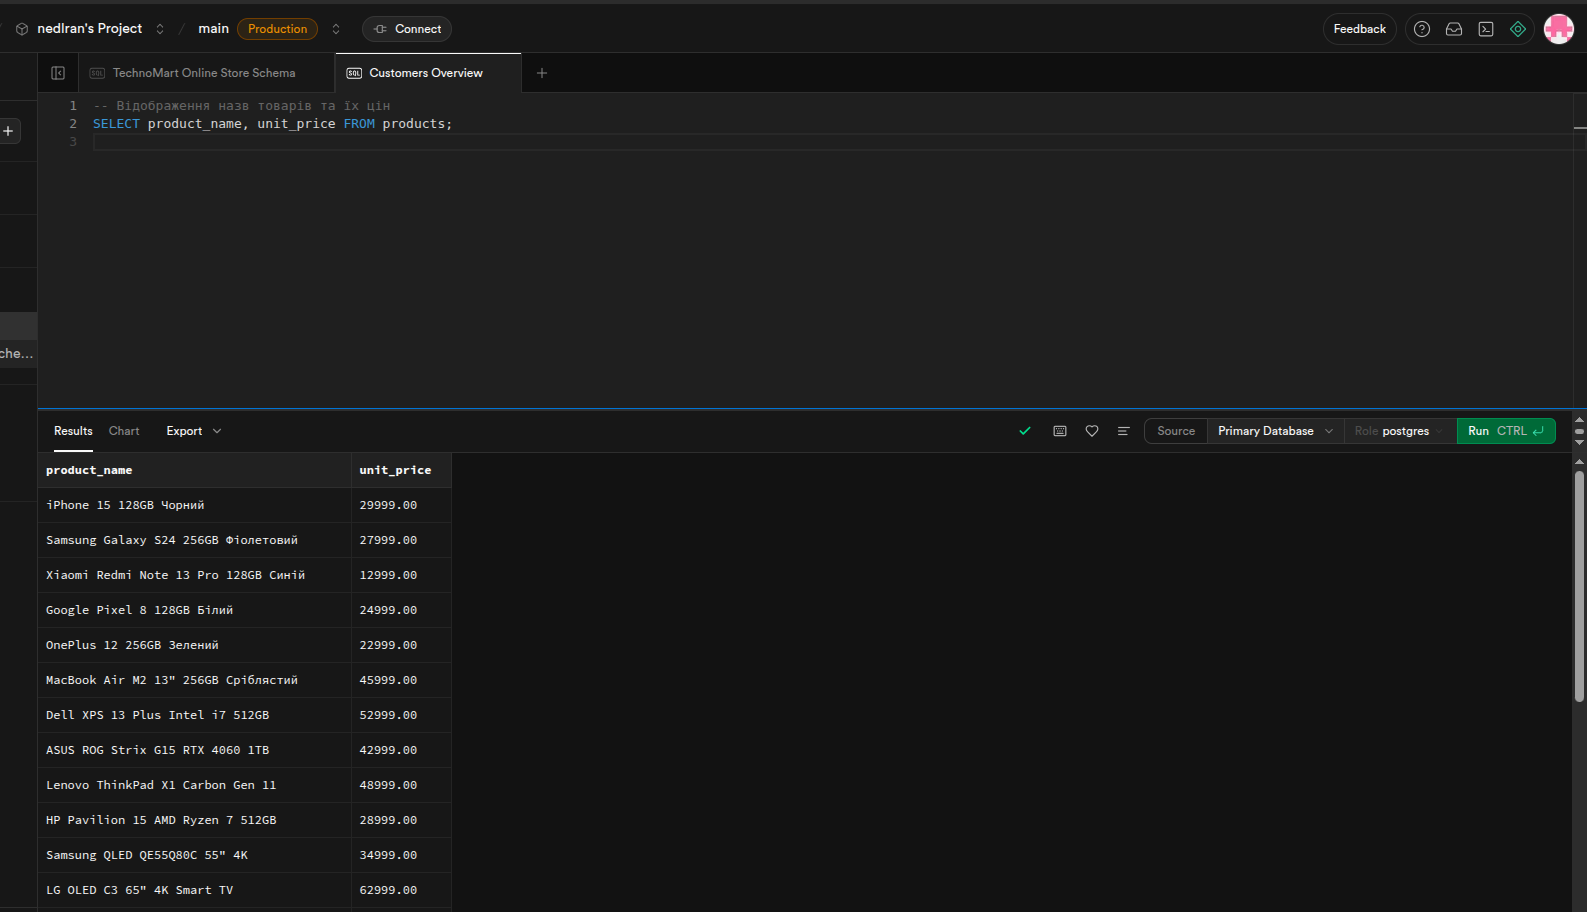 nedIran's Project / main Production Connect Feedback
TechnoMart Online Store Schema Customers Overview
1 -- Відображення назв товарів та їх цін
2 SELECT product_name, unit_price FROM products;
3
che...
Results Chart Export Source Primary Database Role postgres Run CTRL
product_name unit_price
iPhone 15 128GB Чорний 29999.00
Samsung Galaxy S24 256GB Фіолетовий 27999.00
Xiaomi Redmi Note 13 Pro 128GB Синій 12999.00
Google Pixel 8 128GB Білий 24999.00
OnePlus 12 256GB Зелений 22999.00
MacBook Air M2 13" 256GB Сріблястий 45999.00
Dell XPS 13 Plus Intel i7 512GB 52999.00
ASUS ROG Strix G15 RTX 4060 1TB 42999.00
Lenovo ThinkPad X1 Carbon Gen 11 48999.00
HP Pavilion 15 AMD Ryzen 7 512GB 28999.00
Samsung QLED QE55Q80C 55" 4K 34999.00
LG OLED C3 65" 4K Smart TV 62999.00